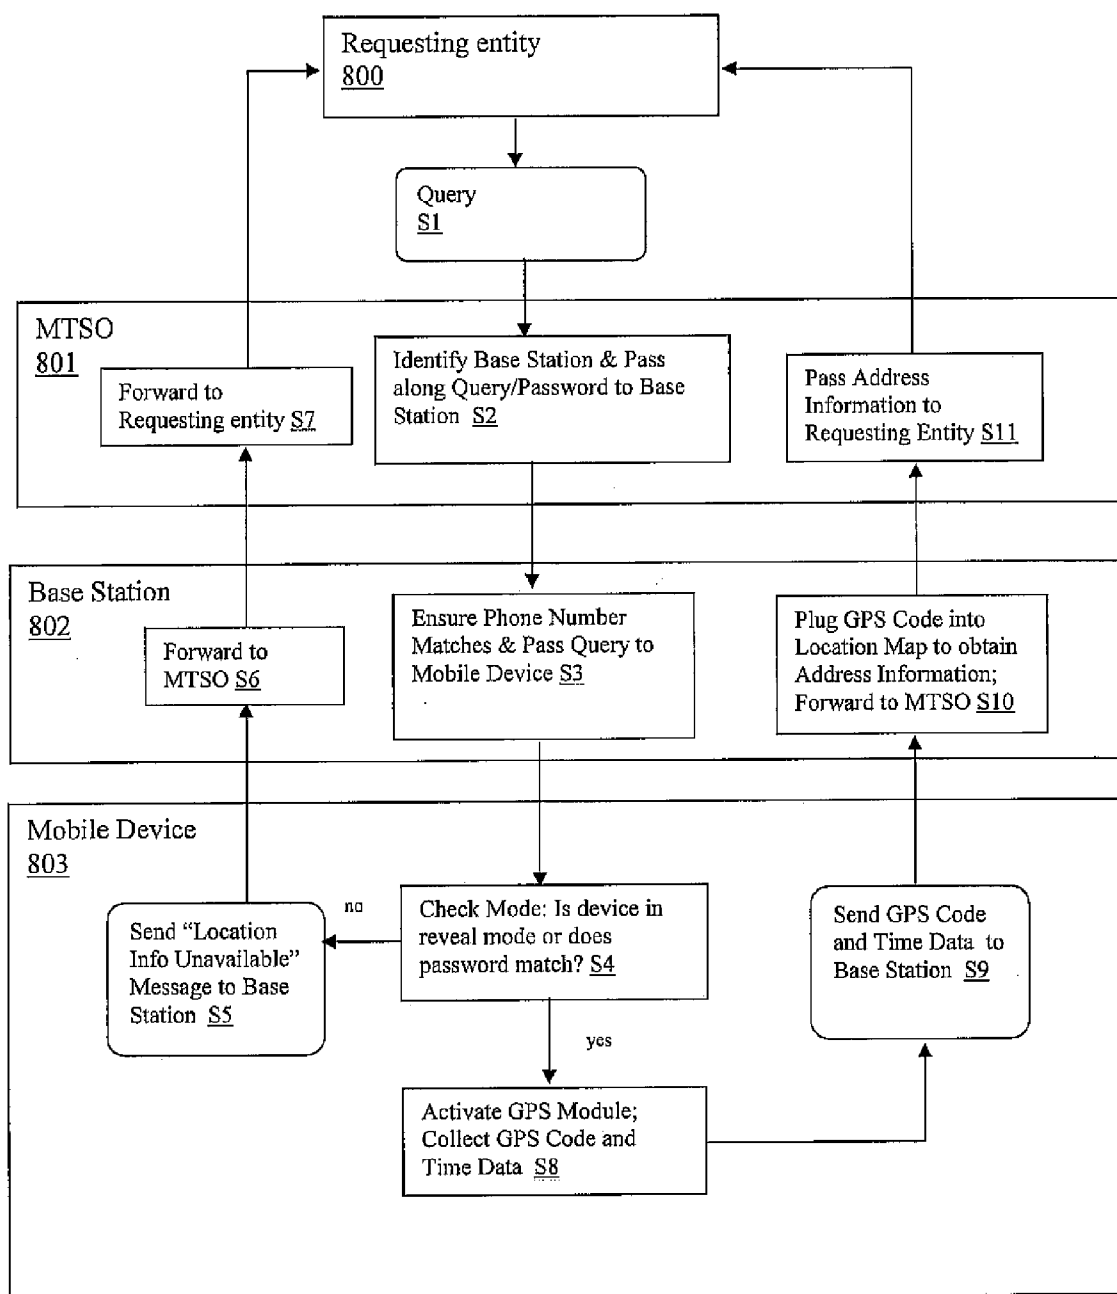 Requesting entity
800
Query
S1
MTSO
801
Forward to
Requesting entity S7
Identify Base Station & Pass
along Query/Password to Base
Station S2
Pass Address
Information to
Requesting Entity S11
Base Station
802
Forward to
MTSO S6
Ensure Phone Number
Matches & Pass Query to
Mobile Device S3
Plug GPS Code into
Location Map to obtain
Address Information;
Forward to MTSO S10
Mobile Device
803
Send “Location
Info Unavailable”
Message to Base
Station S5
no
Check Mode: Is device in
reveal mode or does
password match? S4
yes
Send GPS Code
and Time Data to
Base Station S9
Activate GPS Module;
Collect GPS Code and
Time Data S8